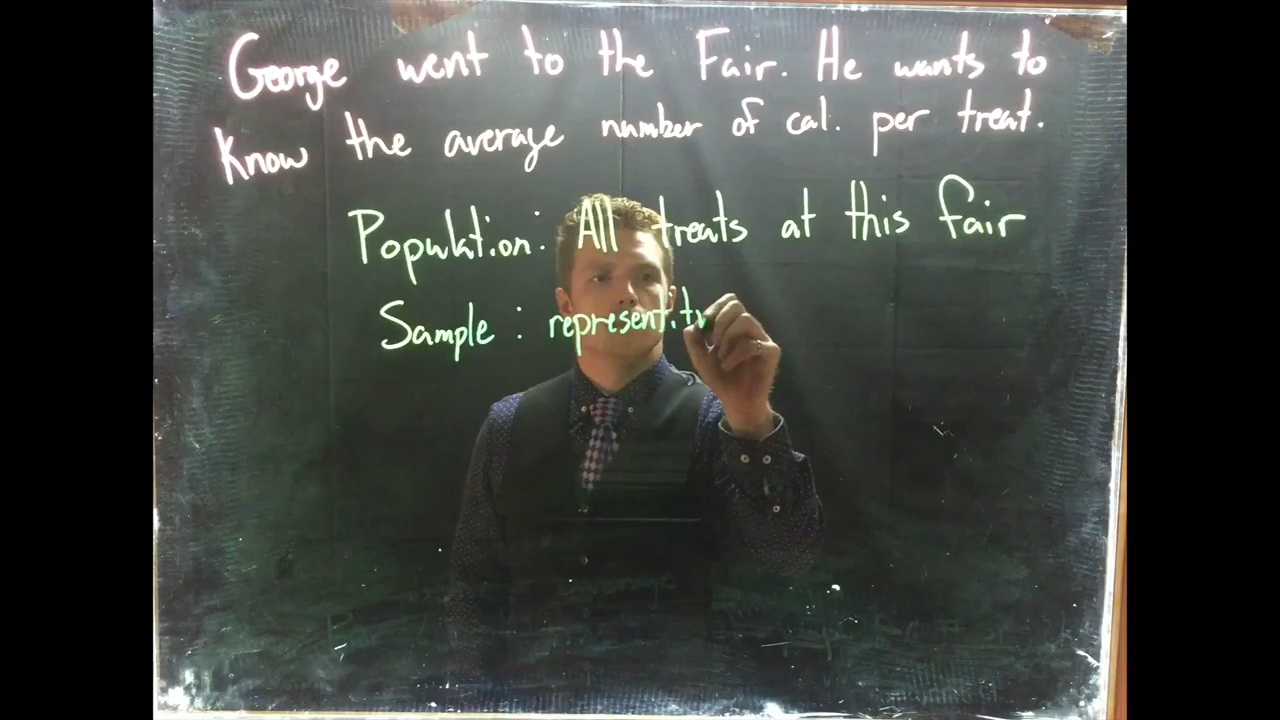 George went to the Fair. He wants to
Know the average number of cal. per treat.
Population: All treats at this fair
Sample :